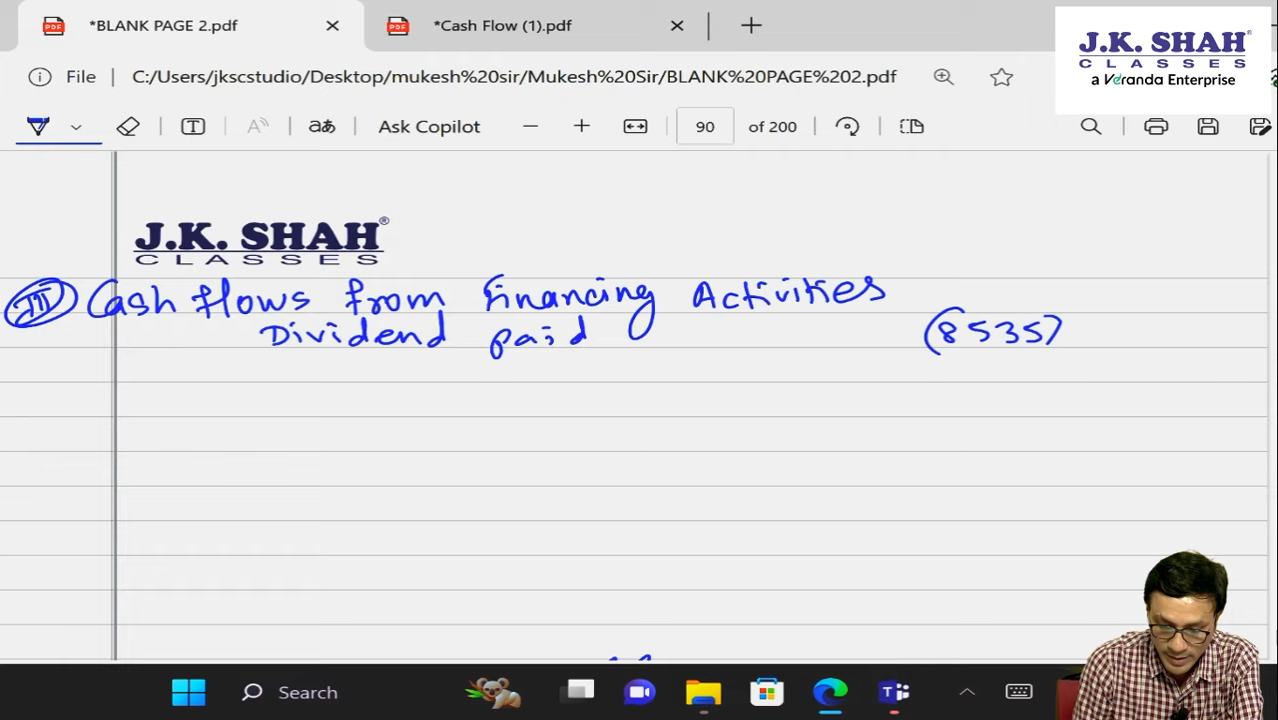 *BLANK PAGE 2.pdf
*Cash Flow (1).pdf
J.K. SHAH®
CLASSES
a Veranda Enterprise
File C:/Users/jkscstudio/Desktop/mukesh%20sir/Mukesh%20Sir/BLANK%20PAGE%202.pdf
Ask Copilot
90 of 200
J.K. SHAH®
CLASSES
III Cash flows from Financing Activities
Dividend paid (8535)
Search